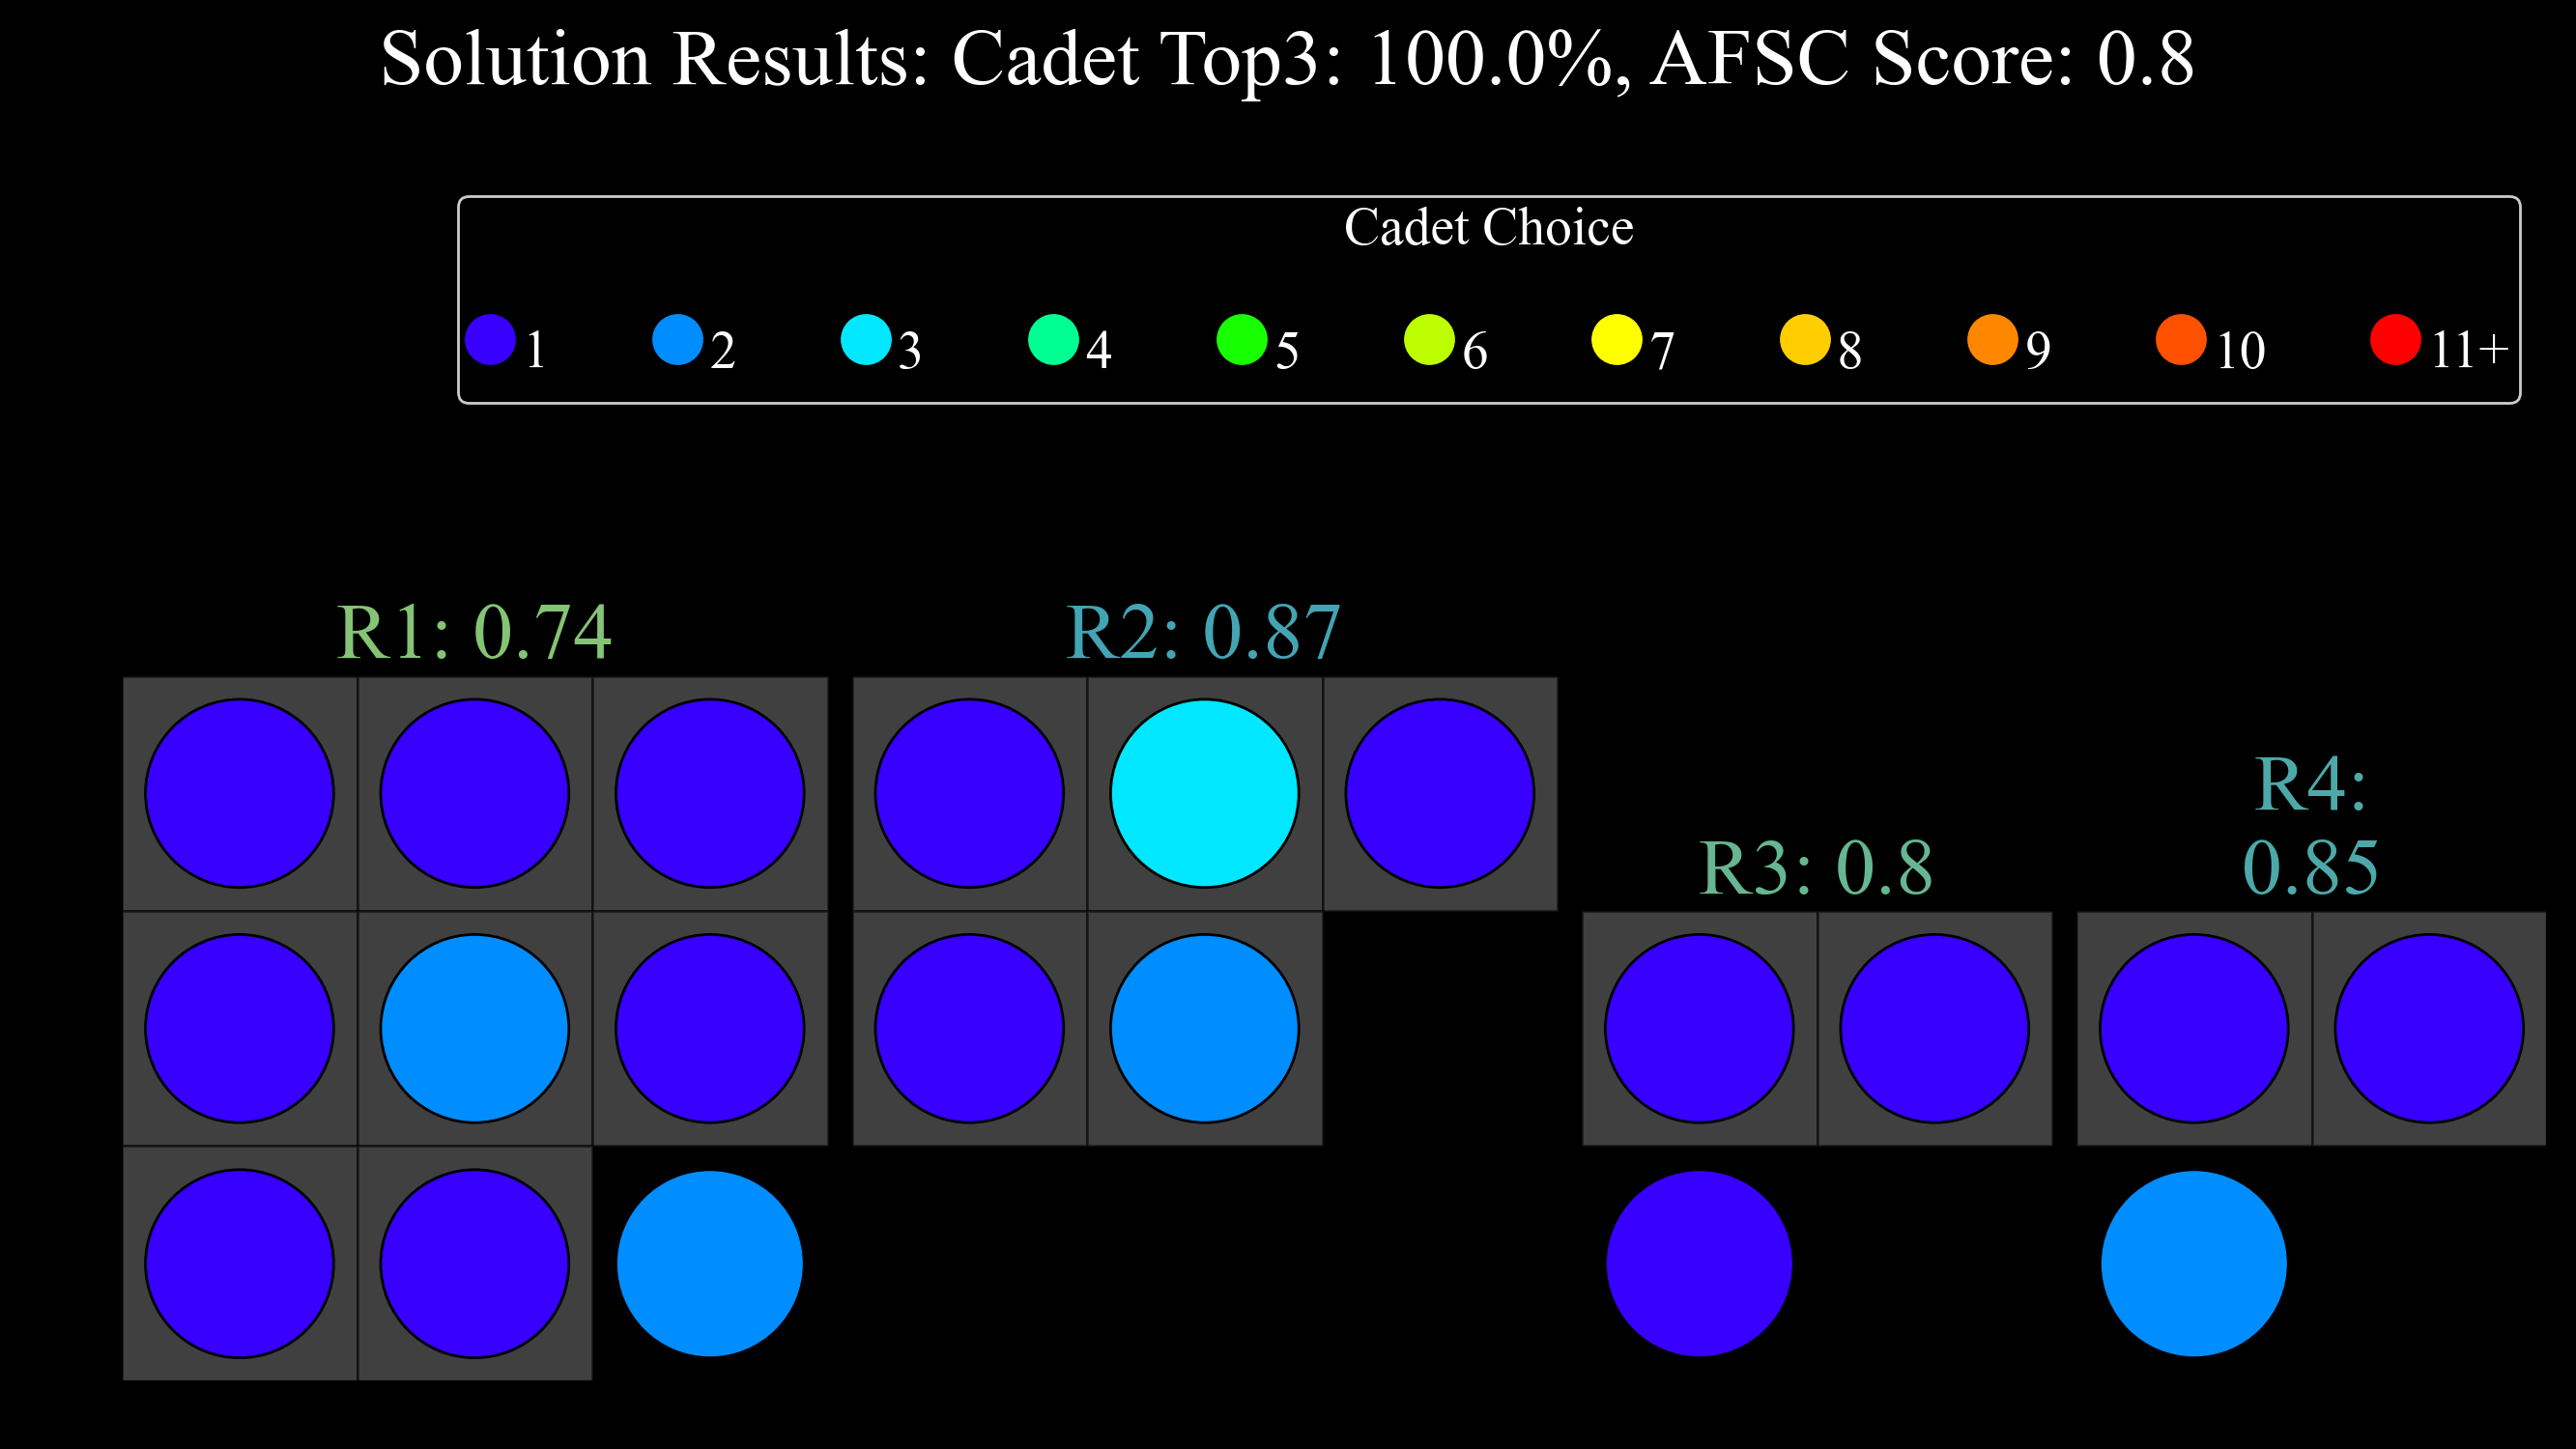 Solution Results: Cadet Top3: 100.0%, AFSC Score: 0.8
Cadet Choice
1 2 3 4 5 6 7 8 9 10 11+
R1: 0.74
R2: 0.87
R3: 0.8
R4:
0.85